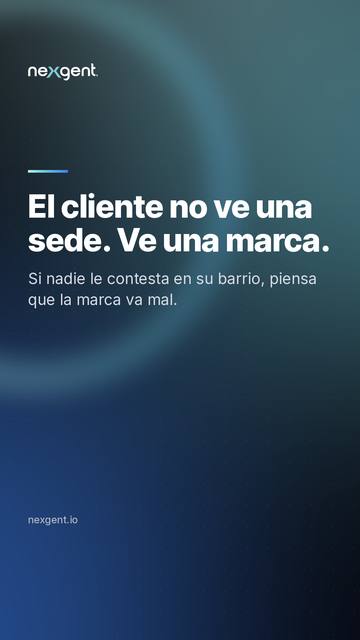 nexgent.
El cliente no ve una
sede. Ve una marca.
Si nadie le contesta en su barrio, piensa
que la marca va mal.
nexgent.io